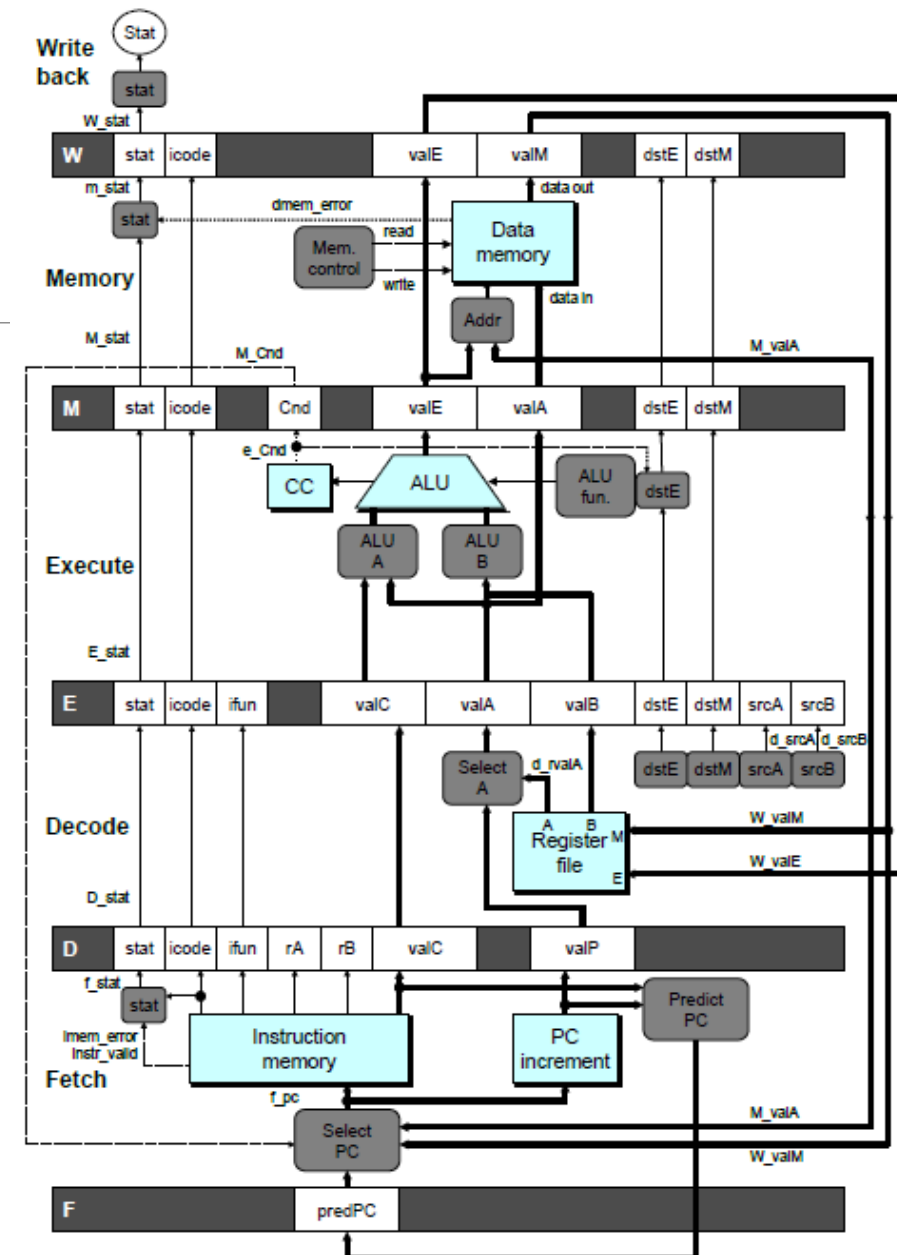 Stat
Write
back
stat
W_stat
W stat icode valE valM dstE dstM
m_stat
data out
dmem_error
stat
read
Data
memory
Mem.
control
Memory
write
data in
Addr
M_stat
M_valA
M_Cnd
M stat icode Cnd valE valA dstE dstM
e_Cnd
CC
ALU
ALU
fun.
dstE
ALU
A
ALU
B
Execute
E_stat
E stat icode ifun valC valA valB dstE dstM srcA srcB
d_srcA d_srcB
Select
A
d_rvalA
dstE dstM srcA srcB
Decode
A B
Register
file
M
E
W_valM
W_valE
D_stat
D stat icode ifun rA rB valC valP
f_stat
stat
Predict
PC
Imem_error
Instr_valid
Instruction
memory
PC
increment
Fetch
f_pc
M_valA
Select
PC
W_valM
F predPC